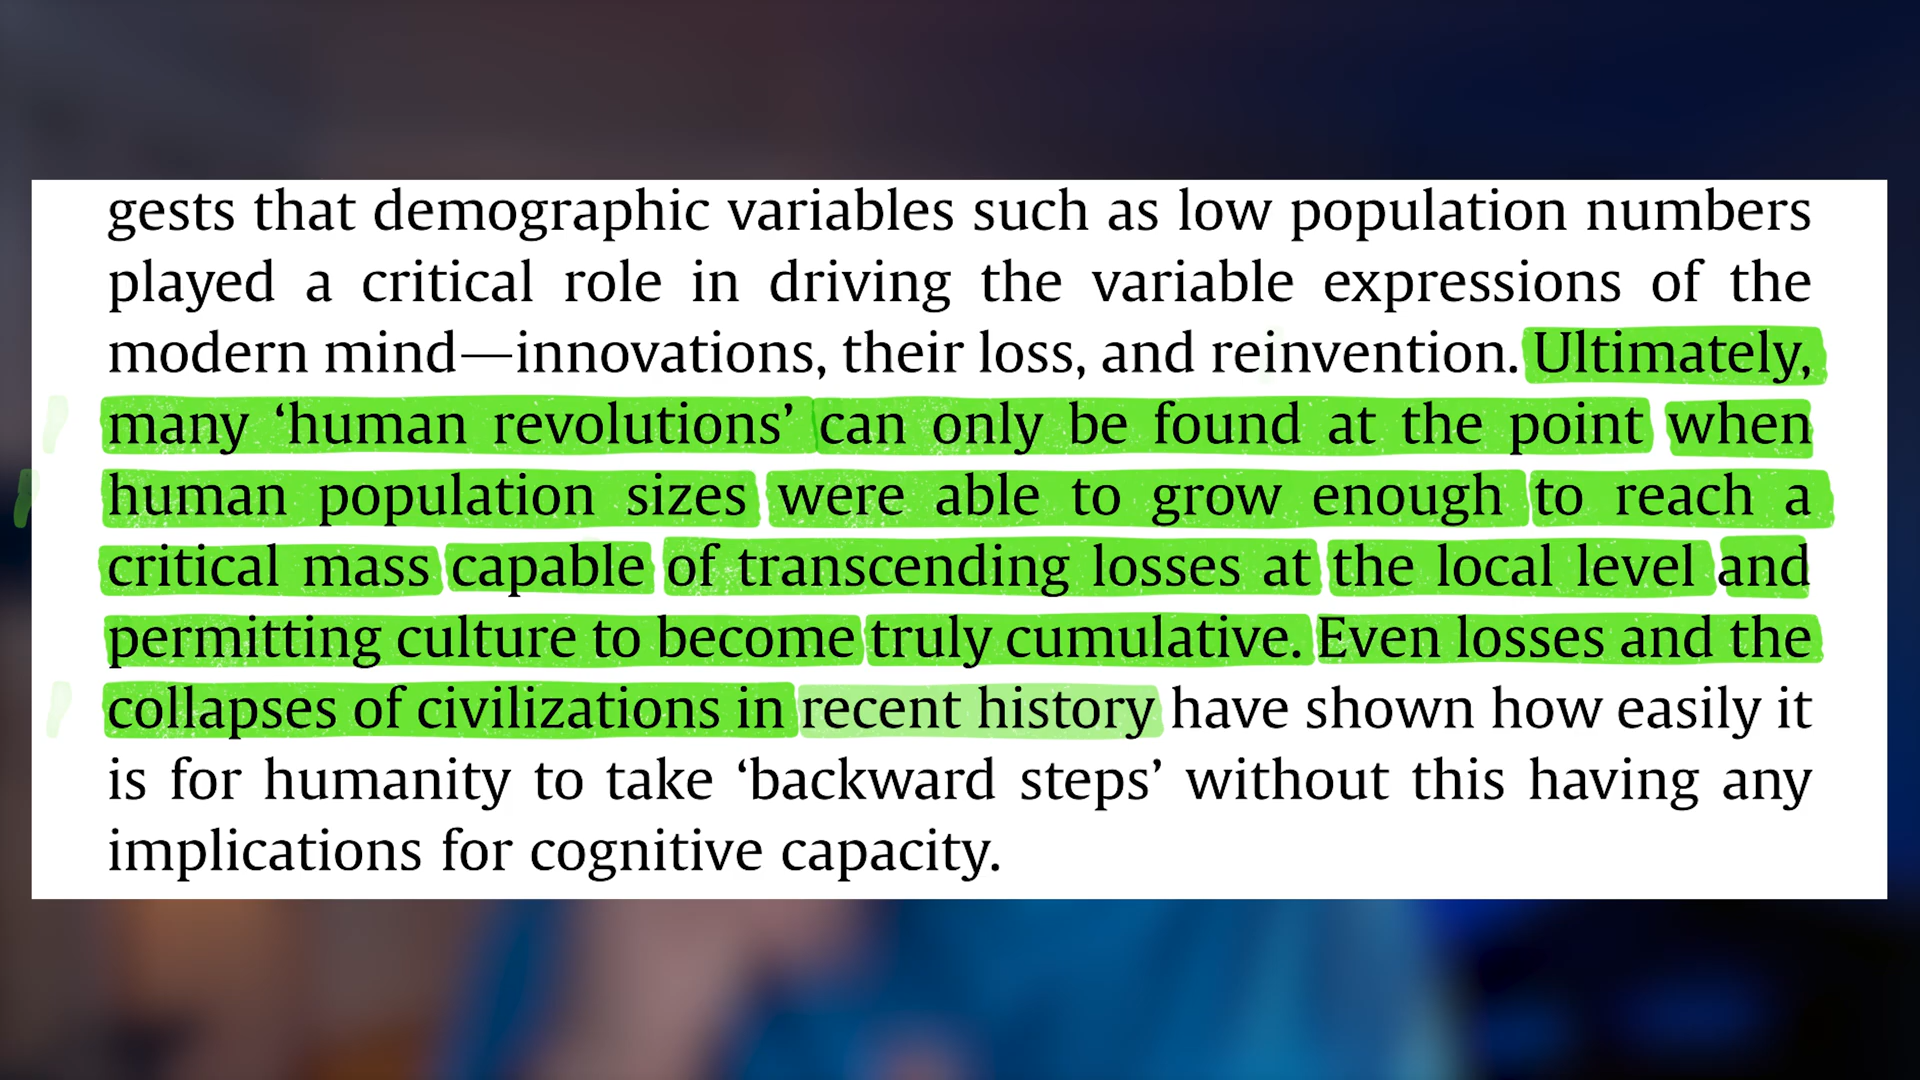 gests that demographic variables such as low population numbers
played a critical role in driving the variable expressions of the
modern mind—innovations, their loss, and reinvention. Ultimately,
many ‘human revolutions’ can only be found at the point when
human population sizes were able to grow enough to reach a
critical mass capable of transcending losses at the local level and
permitting culture to become truly cumulative. Even losses and the
collapses of civilizations in recent history have shown how easily it
is for humanity to take ‘backward steps’ without this having any
implications for cognitive capacity.